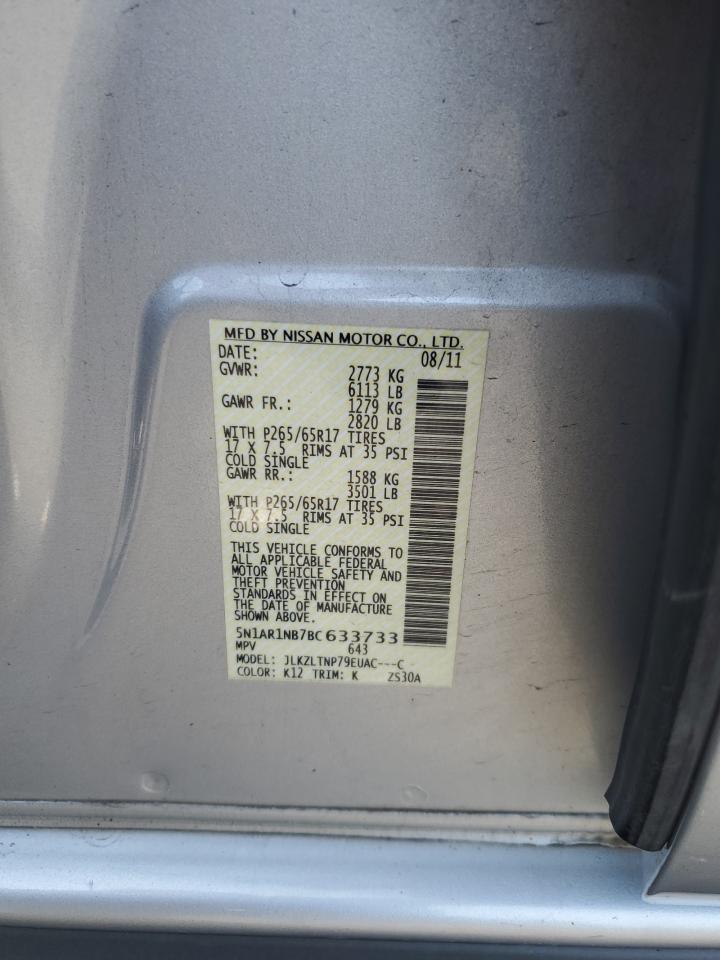 MFD BY NISSAN MOTOR CO., LTD.
DATE: 08/11
GVWR: 2773 KG
6113 LB
GAWR FR.: 1279 KG
2820 LB
WITH P265/65R17 TIRES
17 X 7.5 RIMS AT 35 PSI
COLD SINGLE
GAWR RR.: 1588 KG
3501 LB
WITH P265/65R17 TIRES
17 X 7.5 RIMS AT 35 PSI
COLD SINGLE
THIS VEHICLE CONFORMS TO
ALL APPLICABLE FEDERAL
MOTOR VEHICLE SAFETY AND
THEFT PREVENTION
STANDARDS IN EFFECT ON
THE DATE OF MANUFACTURE
SHOWN ABOVE.
5N1AR1NB7BC 633733
MPV 643
MODEL: JLKZLTNP79EUAC---C
COLOR: K12 TRIM: K ZS30A